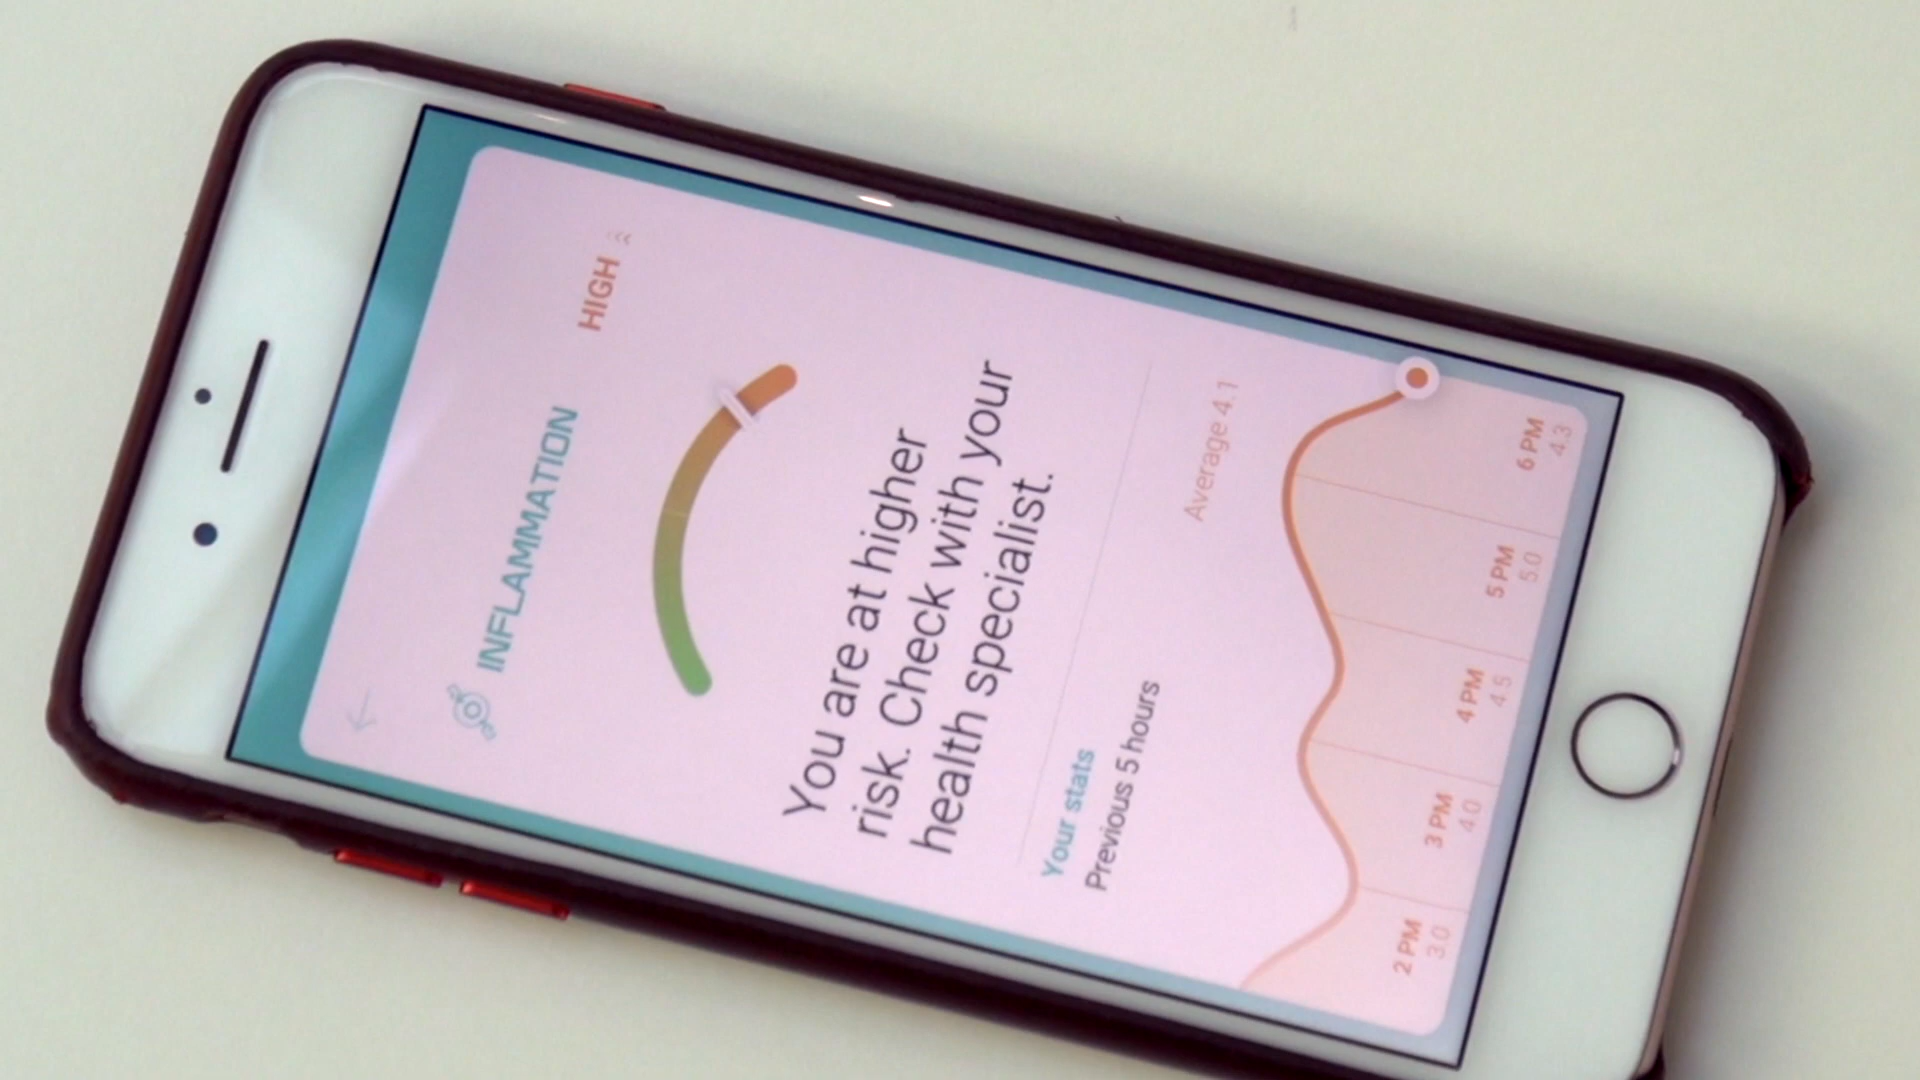 INFLAMMATION
HIGH
You are at higher
risk. Check with your
health specialist.
Your stats
Previous 5 hours
Average 4.1
2 PM 3 PM 4 PM 5 PM 6 PM
3.0 4.0 4.5 5.0 4.3